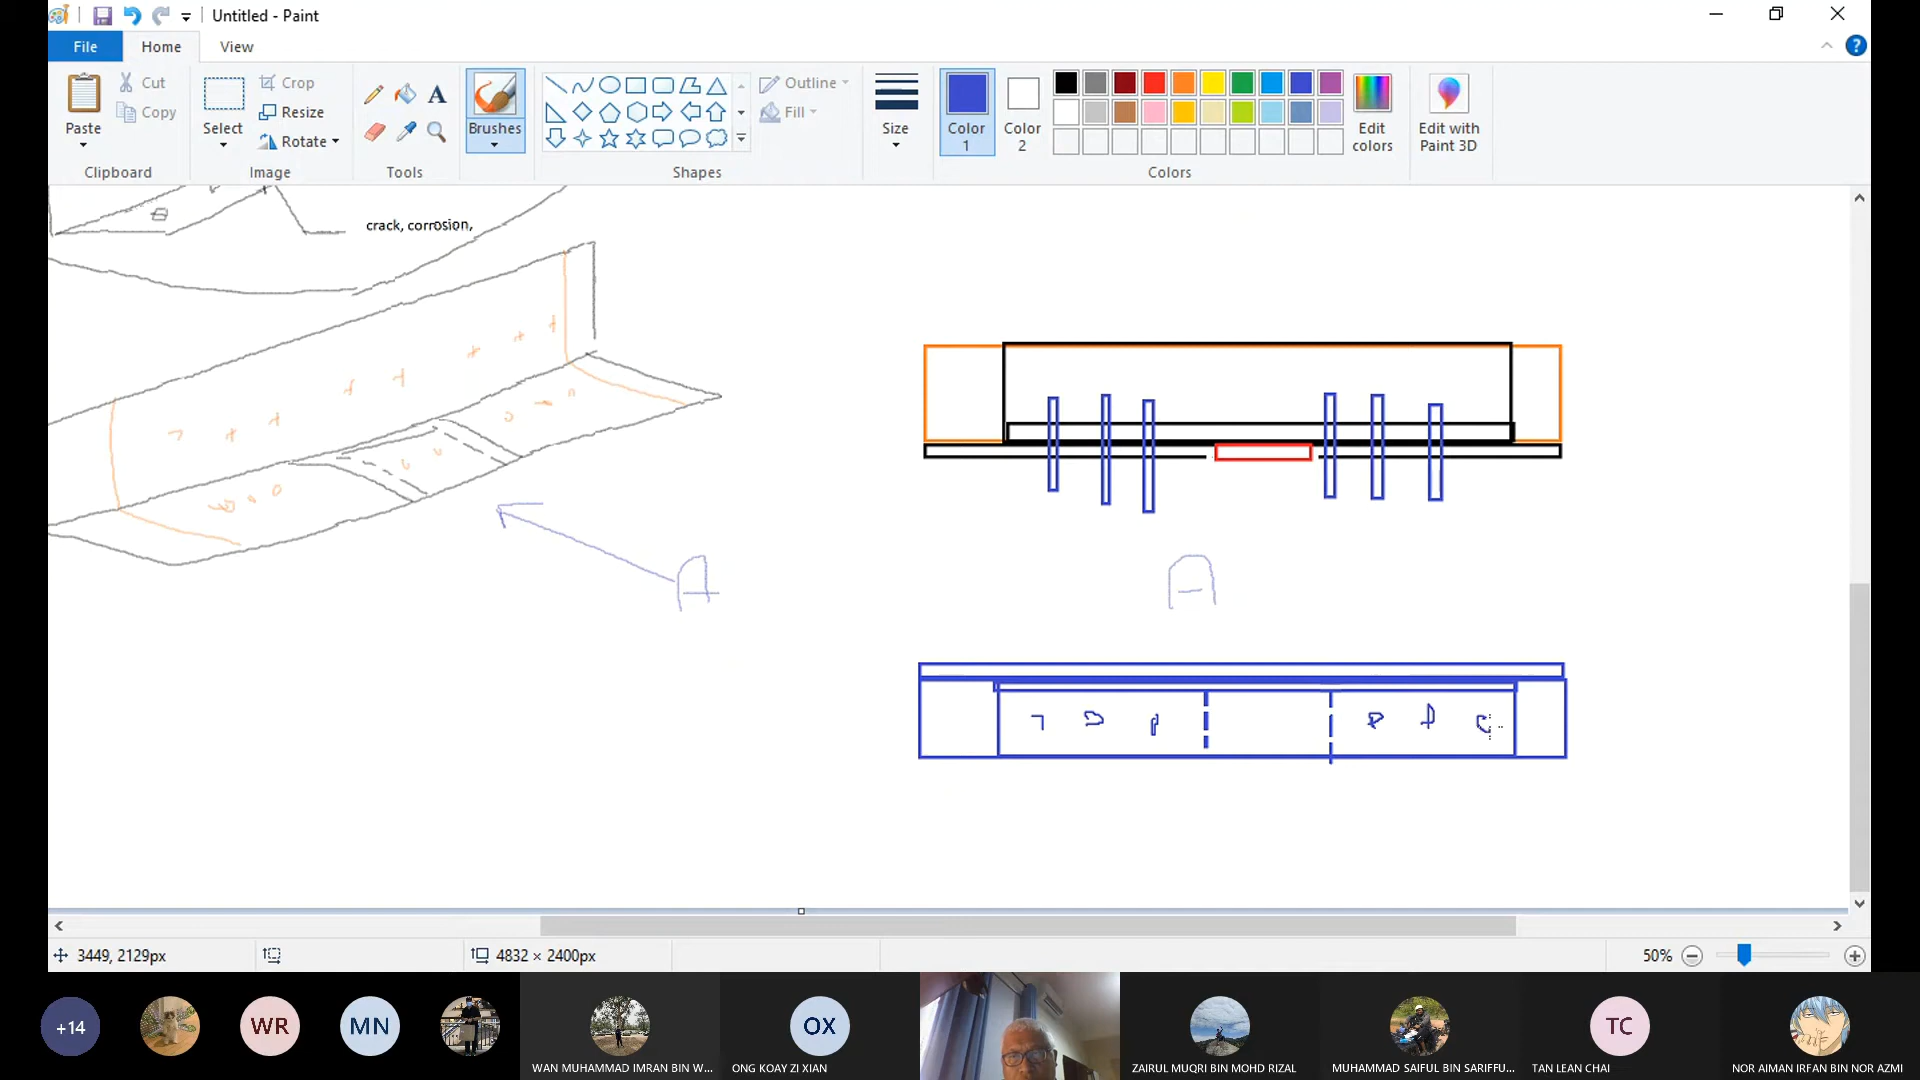 Untitled - Paint
File Home View
Paste
Cut
Copy
Clipboard
Select
Crop
Resize
Rotate
Image
Tools
Brushes
Outline
Fill
Shapes
Size
Color 1
Color 2
Edit colors
Edit with Paint 3D
Colors
crack, corrosion,
A
A
3449, 2129px
4832 × 2400px
50%
+14
WR
MN
OX
TC
WAN MUHAMMAD IMRAN BIN W...
ONG KOAY ZI XIAN
ZAIRUL MUQRI BIN MOHD RIZAL
MUHAMMAD SAIFUL BIN SARIFFU...
TAN LEAN CHAI
NOR AIMAN IRFAN BIN NOR AZMI